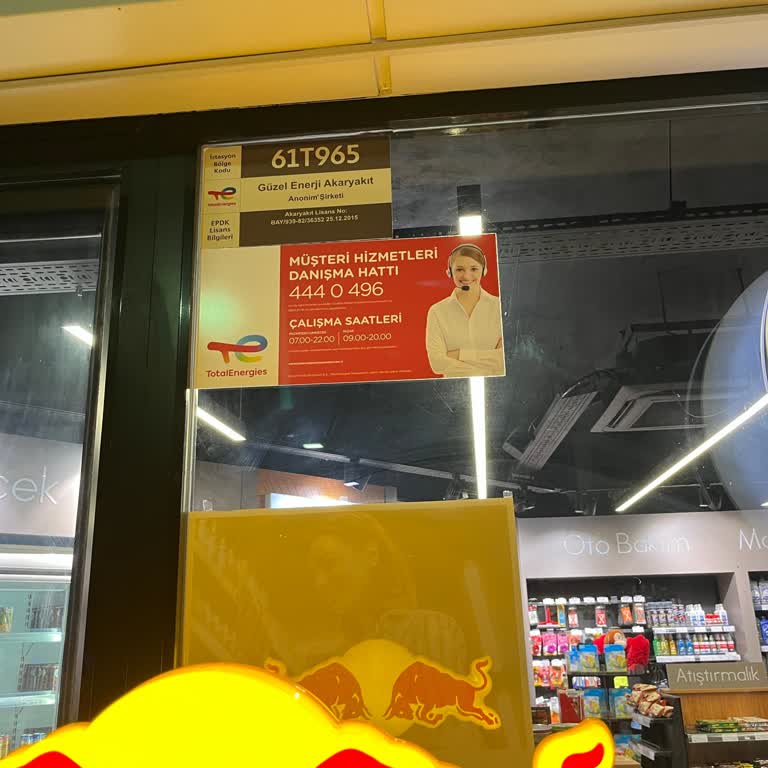 İstasyon
Bölge
Kodu
61T965
TotalEnergies
Güzel Enerji Akaryakıt
Anonim Şirketi
EPDK
Lisans
Bilgileri
Akaryakıt Lisans No:
BAY/939-82/36352 25.12.2015
MÜŞTERİ HİZMETLERİ
DANIŞMA HATTI
444 0 496
ÇALIŞMA SAATLERİ
07.00-22.00
09.00-20.00
TotalEnergies
Oto Bakım
Atıştırmalık